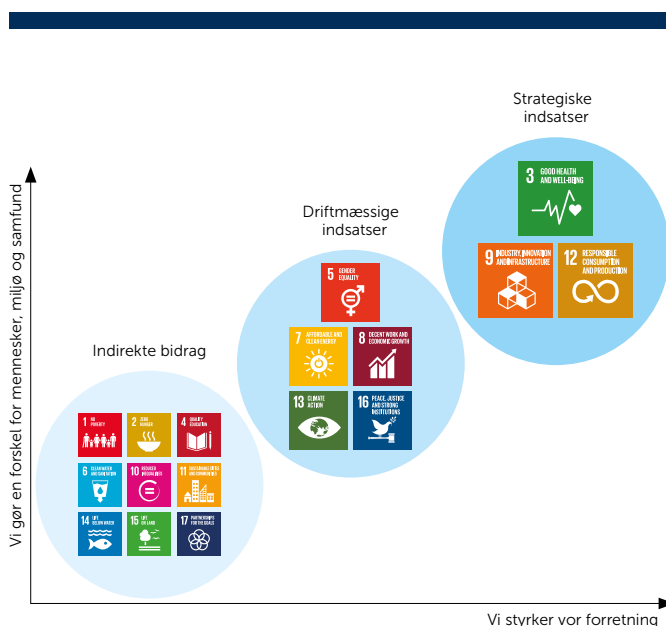 Strategiske
indsatser
3 GOOD HEALTH
AND WELL-BEING
9 INDUSTRY, INNOVATION
AND INFRASTRUCTURE
12 RESPONSIBLE
CONSUMPTION
AND PRODUCTION
Driftmæssige
indsatser
5 GENDER
EQUALITY
7 AFFORDABLE AND
CLEAN ENERGY
8 DECENT WORK AND
ECONOMIC GROWTH
13 CLIMATE
ACTION
16 PEACE, JUSTICE
AND STRONG
INSTITUTIONS
Indirekte bidrag
1 NO
POVERTY
2 ZERO
HUNGER
4 QUALITY
EDUCATION
6 CLEAN WATER
AND SANITATION
10 REDUCED
INEQUALITIES
11 SUSTAINABLE CITIES
AND COMMUNITIES
14 LIFE
BELOW WATER
15 LIFE
ON LAND
17 PARTNERSHIPS
FOR THE GOALS
Vi gør en forskel for mennesker, miljø og samfund
Vi styrker vor forretning